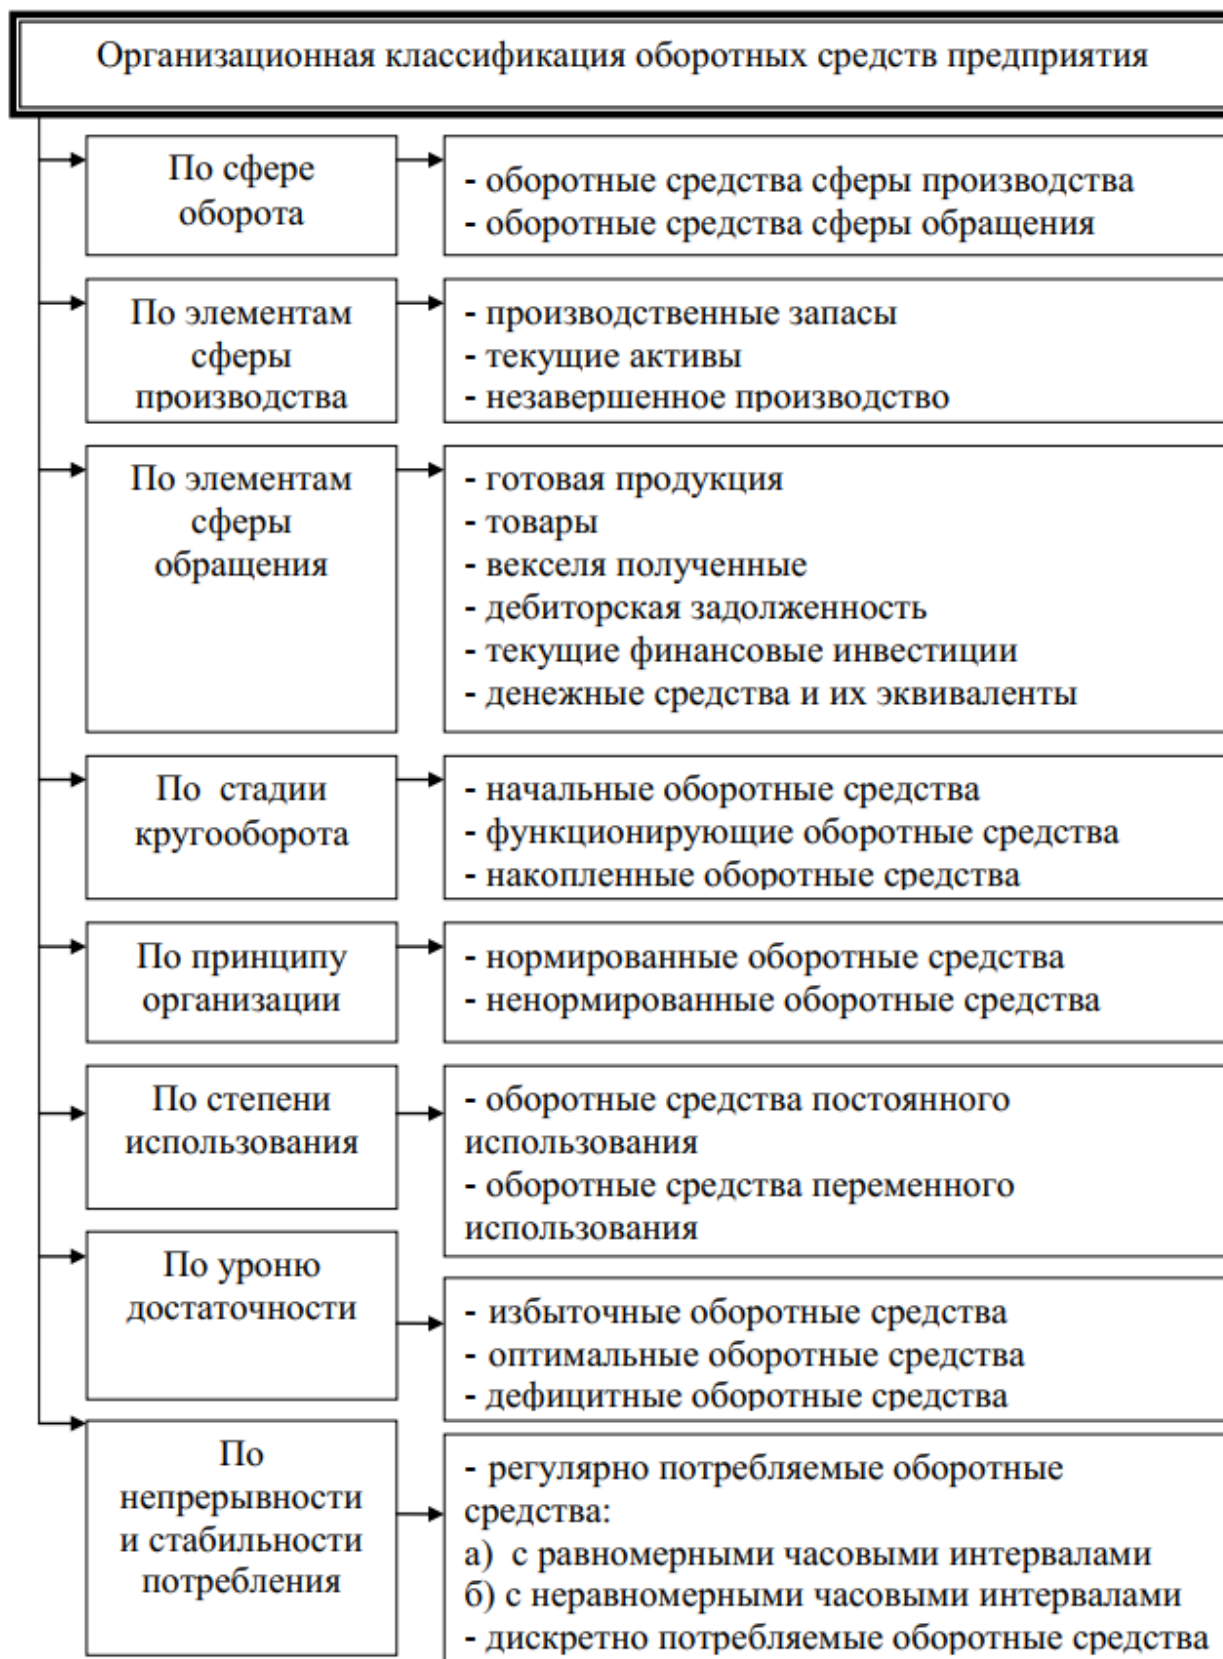 Организационная классификация оборотных средств предприятия
По сфере
оборота
- оборотные средства сферы производства
- оборотные средства сферы обращения
По элементам
сферы
производства
- производственные запасы
- текущие активы
- незавершенное производство
По элементам
сферы
обращения
- готовая продукция
- товары
- векселя полученные
- дебиторская задолженность
- текущие финансовые инвестиции
- денежные средства и их эквиваленты
По стадии
кругооборота
- начальные оборотные средства
- функционирующие оборотные средства
- накопленные оборотные средства
По принципу
организации
- нормированные оборотные средства
- ненормированные оборотные средства
По степени
использования
- оборотные средства постоянного
использования
- оборотные средства переменного
использования
По уроню
достаточности
- избыточные оборотные средства
- оптимальные оборотные средства
- дефицитные оборотные средства
По
непрерывности
и стабильности
потребления
- регулярно потребляемые оборотные
средства:
а) с равномерными часовыми интервалами
б) с неравномерными часовыми интервалами
- дискретно потребляемые оборотные средства